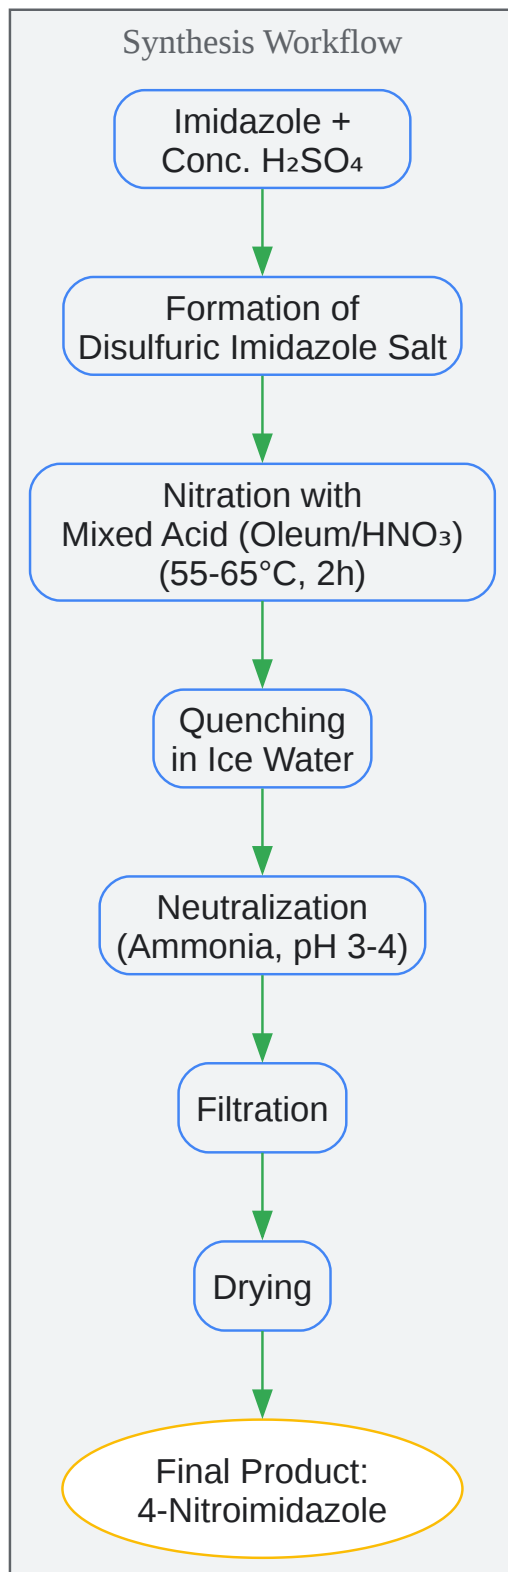 Synthesis Workflow
Imidazole +
Conc. H₂SO₄
Formation of
Disulfuric Imidazole Salt
Nitration with
Mixed Acid (Oleum/HNO₃)
(55-65°C, 2h)
Quenching
in Ice Water
Neutralization
(Ammonia, pH 3-4)
Filtration
Drying
Final Product:
4-Nitroimidazole